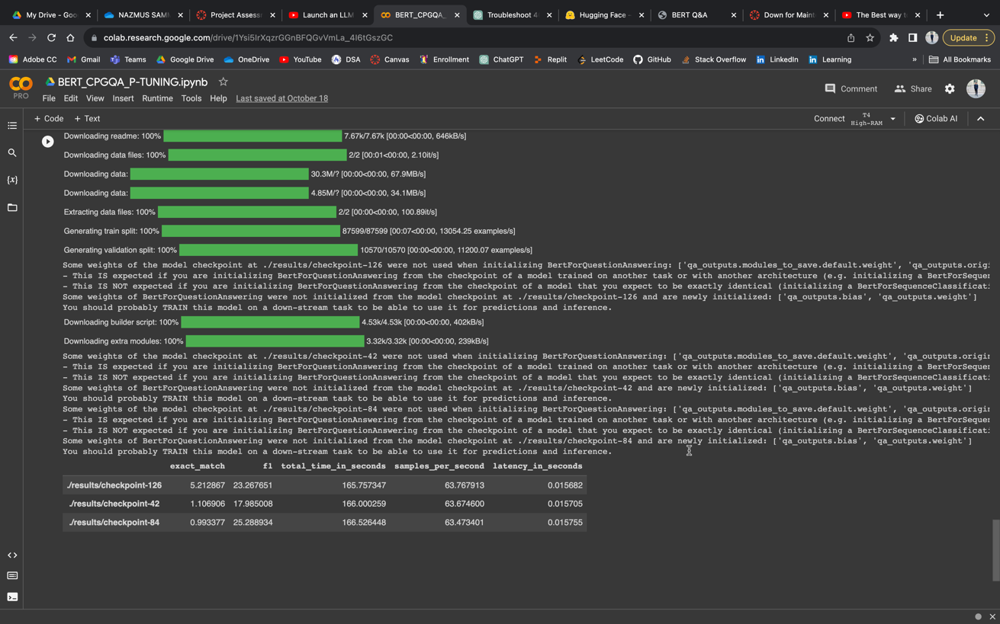 My Drive - Goo
NAZMUS SAM
Project Assess
Launch an LLM
BERT_CPGQA_
Troubleshoot 4
Hugging Face –
BERT Q&A
Down for Maint
The Best way t
colab.research.google.com/drive/1Ysi5IrXqzrGGnBFQGvVmLa_4I6tGszGC
Update
Adobe CC
Gmail
Teams
Google Drive
OneDrive
YouTube
DSA
Canvas
Enrollment
ChatGPT
Replit
LeetCode
GitHub
Stack Overflow
LinkedIn
Learning
»
All Bookmarks
PRO
BERT_CPGQA_P-TUNING.ipynb
File Edit View Insert Runtime Tools Help Last saved at October 18
Comment
Share
+ Code + Text
Connect
T4
High-RAM
Colab AI
Downloading readme: 100% 7.67k/7.67k [00:00<00:00, 646kB/s]
Downloading data files: 100% 2/2 [00:01<00:00, 2.10it/s]
Downloading data: 30.3M/? [00:00<00:00, 67.9MB/s]
Downloading data: 4.85M/? [00:00<00:00, 34.1MB/s]
Extracting data files: 100% 2/2 [00:00<00:00, 100.89it/s]
Generating train split: 100% 87599/87599 [00:07<00:00, 13054.25 examples/s]
Generating validation split: 100% 10570/10570 [00:00<00:00, 11200.07 examples/s]
Some weights of the model checkpoint at ./results/checkpoint-126 were not used when initializing BertForQuestionAnswering: ['qa_outputs.modules_to_save.default.weight', 'qa_outputs.origi
- This IS expected if you are initializing BertForQuestionAnswering from the checkpoint of a model trained on another task or with another architecture (e.g. initializing a BertForSequen
- This IS NOT expected if you are initializing BertForQuestionAnswering from the checkpoint of a model that you expect to be exactly identical (initializing a BertForSequenceClassificati
Some weights of BertForQuestionAnswering were not initialized from the model checkpoint at ./results/checkpoint-126 and are newly initialized: ['qa_outputs.bias', 'qa_outputs.weight']
You should probably TRAIN this model on a down-stream task to be able to use it for predictions and inference.
Downloading builder script: 100% 4.53k/4.53k [00:00<00:00, 402kB/s]
Downloading extra modules: 100% 3.32k/3.32k [00:00<00:00, 239kB/s]
Some weights of the model checkpoint at ./results/checkpoint-42 were not used when initializing BertForQuestionAnswering: ['qa_outputs.modules_to_save.default.weight', 'qa_outputs.origin
- This IS expected if you are initializing BertForQuestionAnswering from the checkpoint of a model trained on another task or with another architecture (e.g. initializing a BertForSequen
- This IS NOT expected if you are initializing BertForQuestionAnswering from the checkpoint of a model that you expect to be exactly identical (initializing a BertForSequenceClassificati
Some weights of BertForQuestionAnswering were not initialized from the model checkpoint at ./results/checkpoint-42 and are newly initialized: ['qa_outputs.bias', 'qa_outputs.weight']
You should probably TRAIN this model on a down-stream task to be able to use it for predictions and inference.
Some weights of the model checkpoint at ./results/checkpoint-84 were not used when initializing BertForQuestionAnswering: ['qa_outputs.modules_to_save.default.weight', 'qa_outputs.origin
- This IS expected if you are initializing BertForQuestionAnswering from the checkpoint of a model trained on another task or with another architecture (e.g. initializing a BertForSequen
- This IS NOT expected if you are initializing BertForQuestionAnswering from the checkpoint of a model that you expect to be exactly identical (initializing a BertForSequenceClassificati
Some weights of BertForQuestionAnswering were not initialized from the model checkpoint at ./results/checkpoint-84 and are newly initialized: ['qa_outputs.bias', 'qa_outputs.weight']
You should probably TRAIN this model on a down-stream task to be able to use it for predictions and inference.
exact_match f1 total_time_in_seconds samples_per_second latency_in_seconds
./results/checkpoint-126 5.212867 23.267651 165.757347 63.767913 0.015682
./results/checkpoint-42 1.106906 17.985008 166.000259 63.674600 0.015705
./results/checkpoint-84 0.993377 25.288934 166.526448 63.473401 0.015755